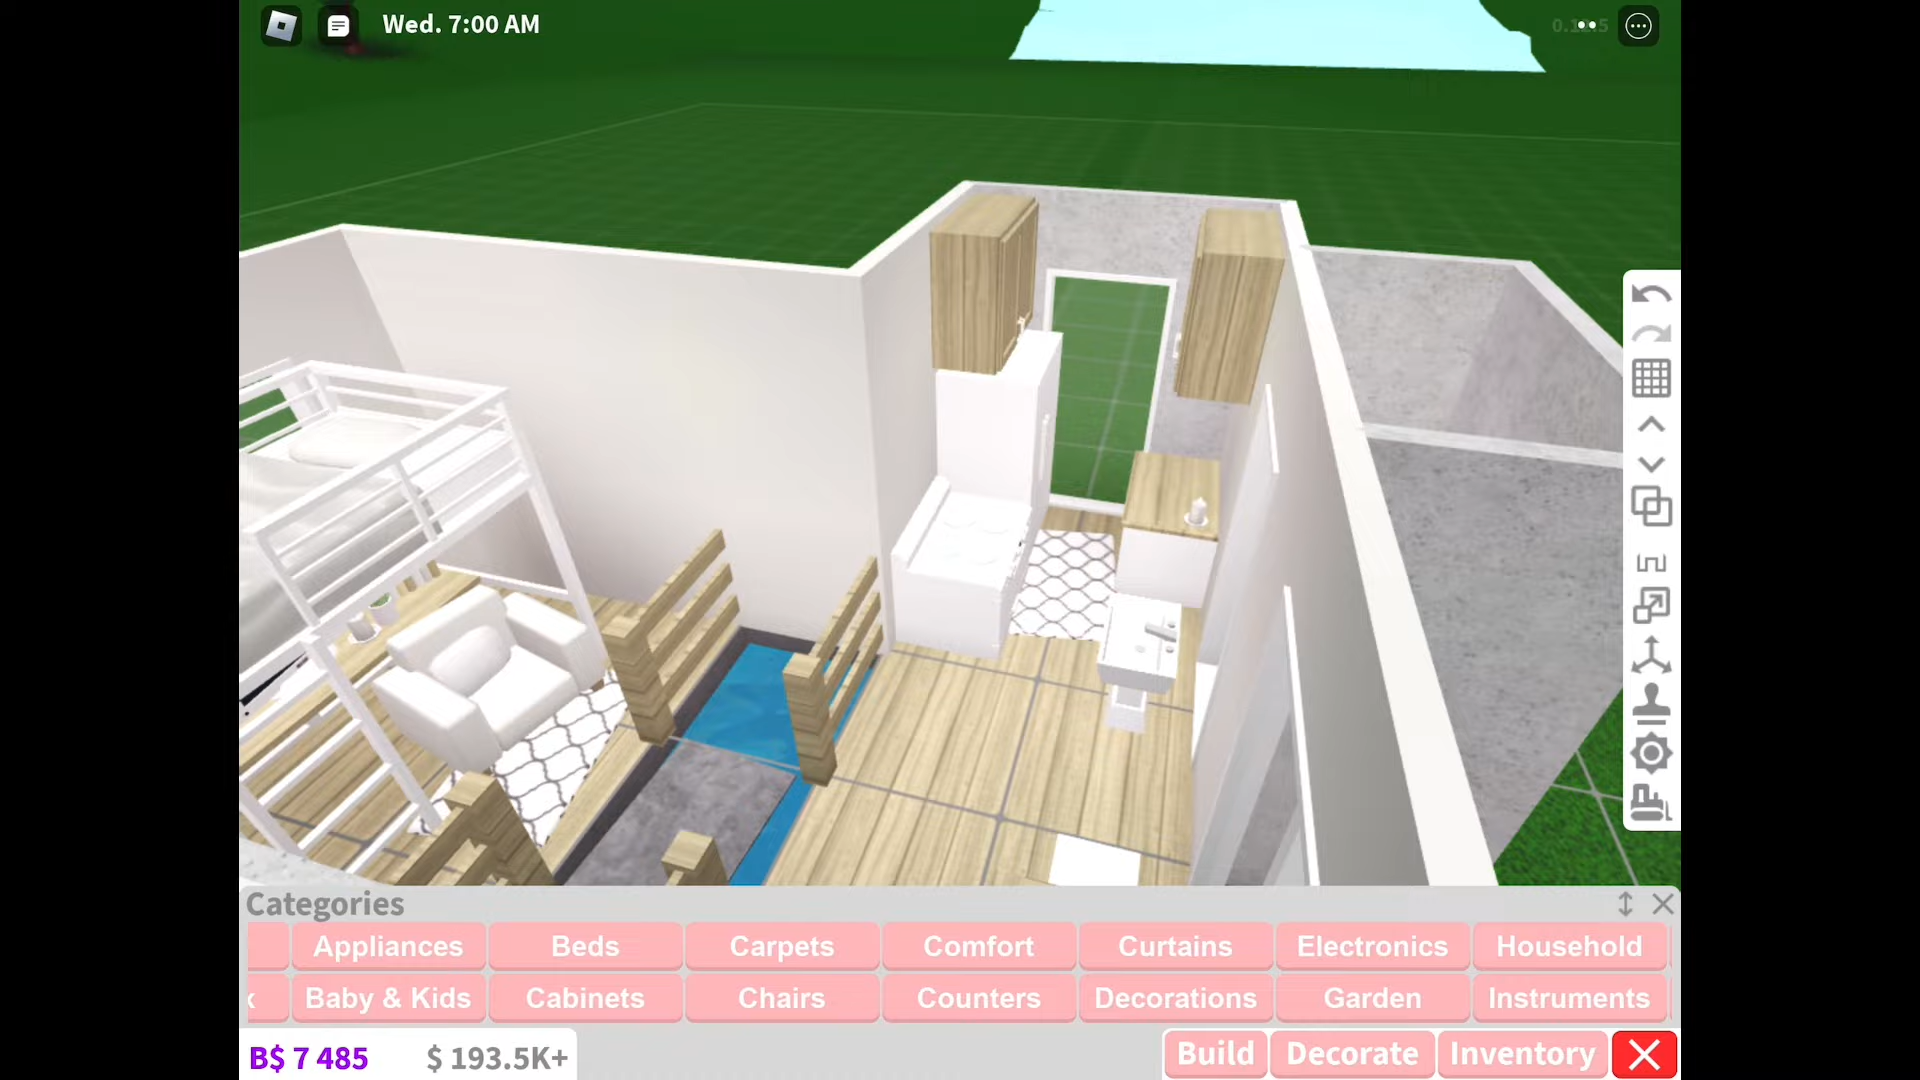 Wed. 7:00 AM
Categories
Appliances Beds Carpets Comfort Curtains Electronics Household
Baby & Kids Cabinets Chairs Counters Decorations Garden Instruments
B$ 7 485 $ 193.5K+ Build Decorate Inventory